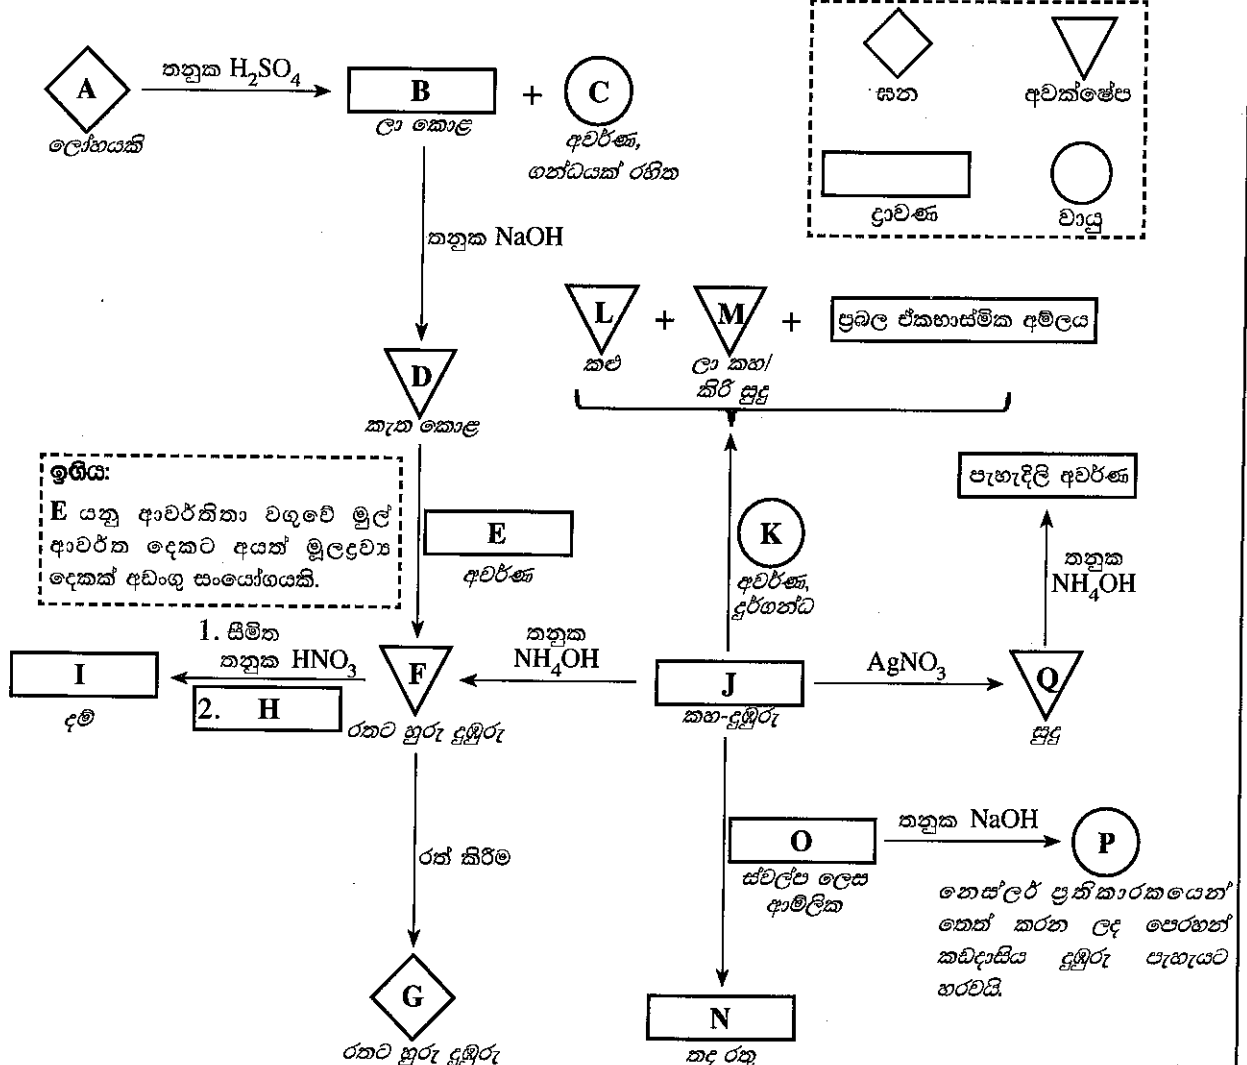 ඝන
අවක්ෂේප
ද්‍රාවණ
වායු
A
ලෝහයකි
තනුක H₂SO₄
B
ලා කොළ
+
C
අවර්ණ,
ගන්ධයක් රහිත
තනුක NaOH
L
කළු
+
M
ලා කහ/
කිරි සුදු
+
ප්‍රබල ඒකභාස්මික අම්ලය
D
කැත කොළ
ඉඟිය:
E යනු ආවර්තිතා වගුවේ මුල්
ආවර්ත දෙකට අයත් මූලද්‍රව්‍ය
දෙකක් අඩංගු සංයෝගයකි.
E
අවර්ණ
K
අවර්ණ,
දුර්ගන්ධ
පැහැදිලි අවර්ණ
තනුක
NH₄OH
I
දම්
1. සීමිත
තනුක HNO₃
2. H
F
රතට හුරු දුඹුරු
තනුක
NH₄OH
J
කහ-දුඹුරු
AgNO₃
Q
සුදු
රත් කිරීම
O
ස්වල්ප ලෙස
ආම්ලික
තනුක NaOH
P
නෙස්ලර් ප්‍රතිකාරකයෙන්
තෙත් කරන ලද පෙරහන්
කඩදාසිය දුඹුරු පැහැයට
හරවයි.
G
රතට හුරු දුඹුරු
N
තද රතු